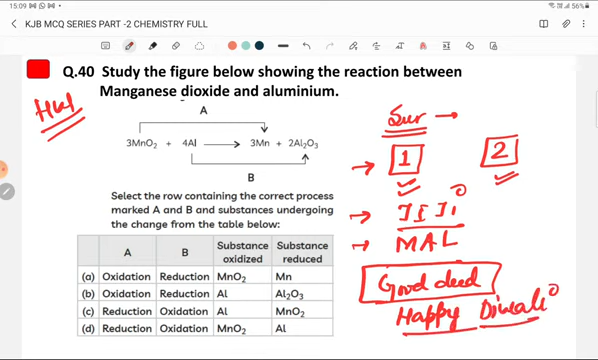 15:09
56%
KJB MCQ SERIES PART -2 CHEMISTRY FULL
Q.40 Study the figure below showing the reaction between
Manganese dioxide and aluminium.
HW
A
3MnO₂ + 4Al → 3Mn + 2Al₂O₃
B
Select the row containing the correct process
marked A and B and substances undergoing
the change from the table below:
A B Substance oxidized Substance reduced
(a) Oxidation Reduction MnO₂ Mn
(b) Oxidation Reduction Al Al₂O₃
(c) Reduction Oxidation Al MnO₂
(d) Reduction Oxidation MnO₂ Al
Sur →
→ 1 2
→
→ MAL
Good deed
Happy Diwali